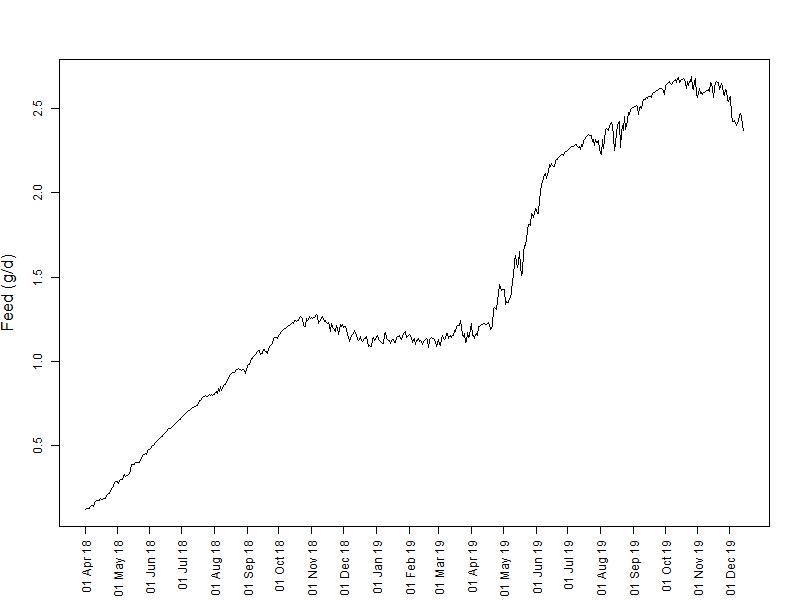 Feed (g/d)
2.5
2.0
1.5
1.0
0.5
01 Apr 18
01 May 18
01 Jun 18
01 Jul 18
01 Aug 18
01 Sep 18
01 Oct 18
01 Nov 18
01 Dec 18
01 Jan 19
01 Feb 19
01 Mar 19
01 Apr 19
01 May 19
01 Jun 19
01 Jul 19
01 Aug 19
01 Sep 19
01 Oct 19
01 Nov 19
01 Dec 19